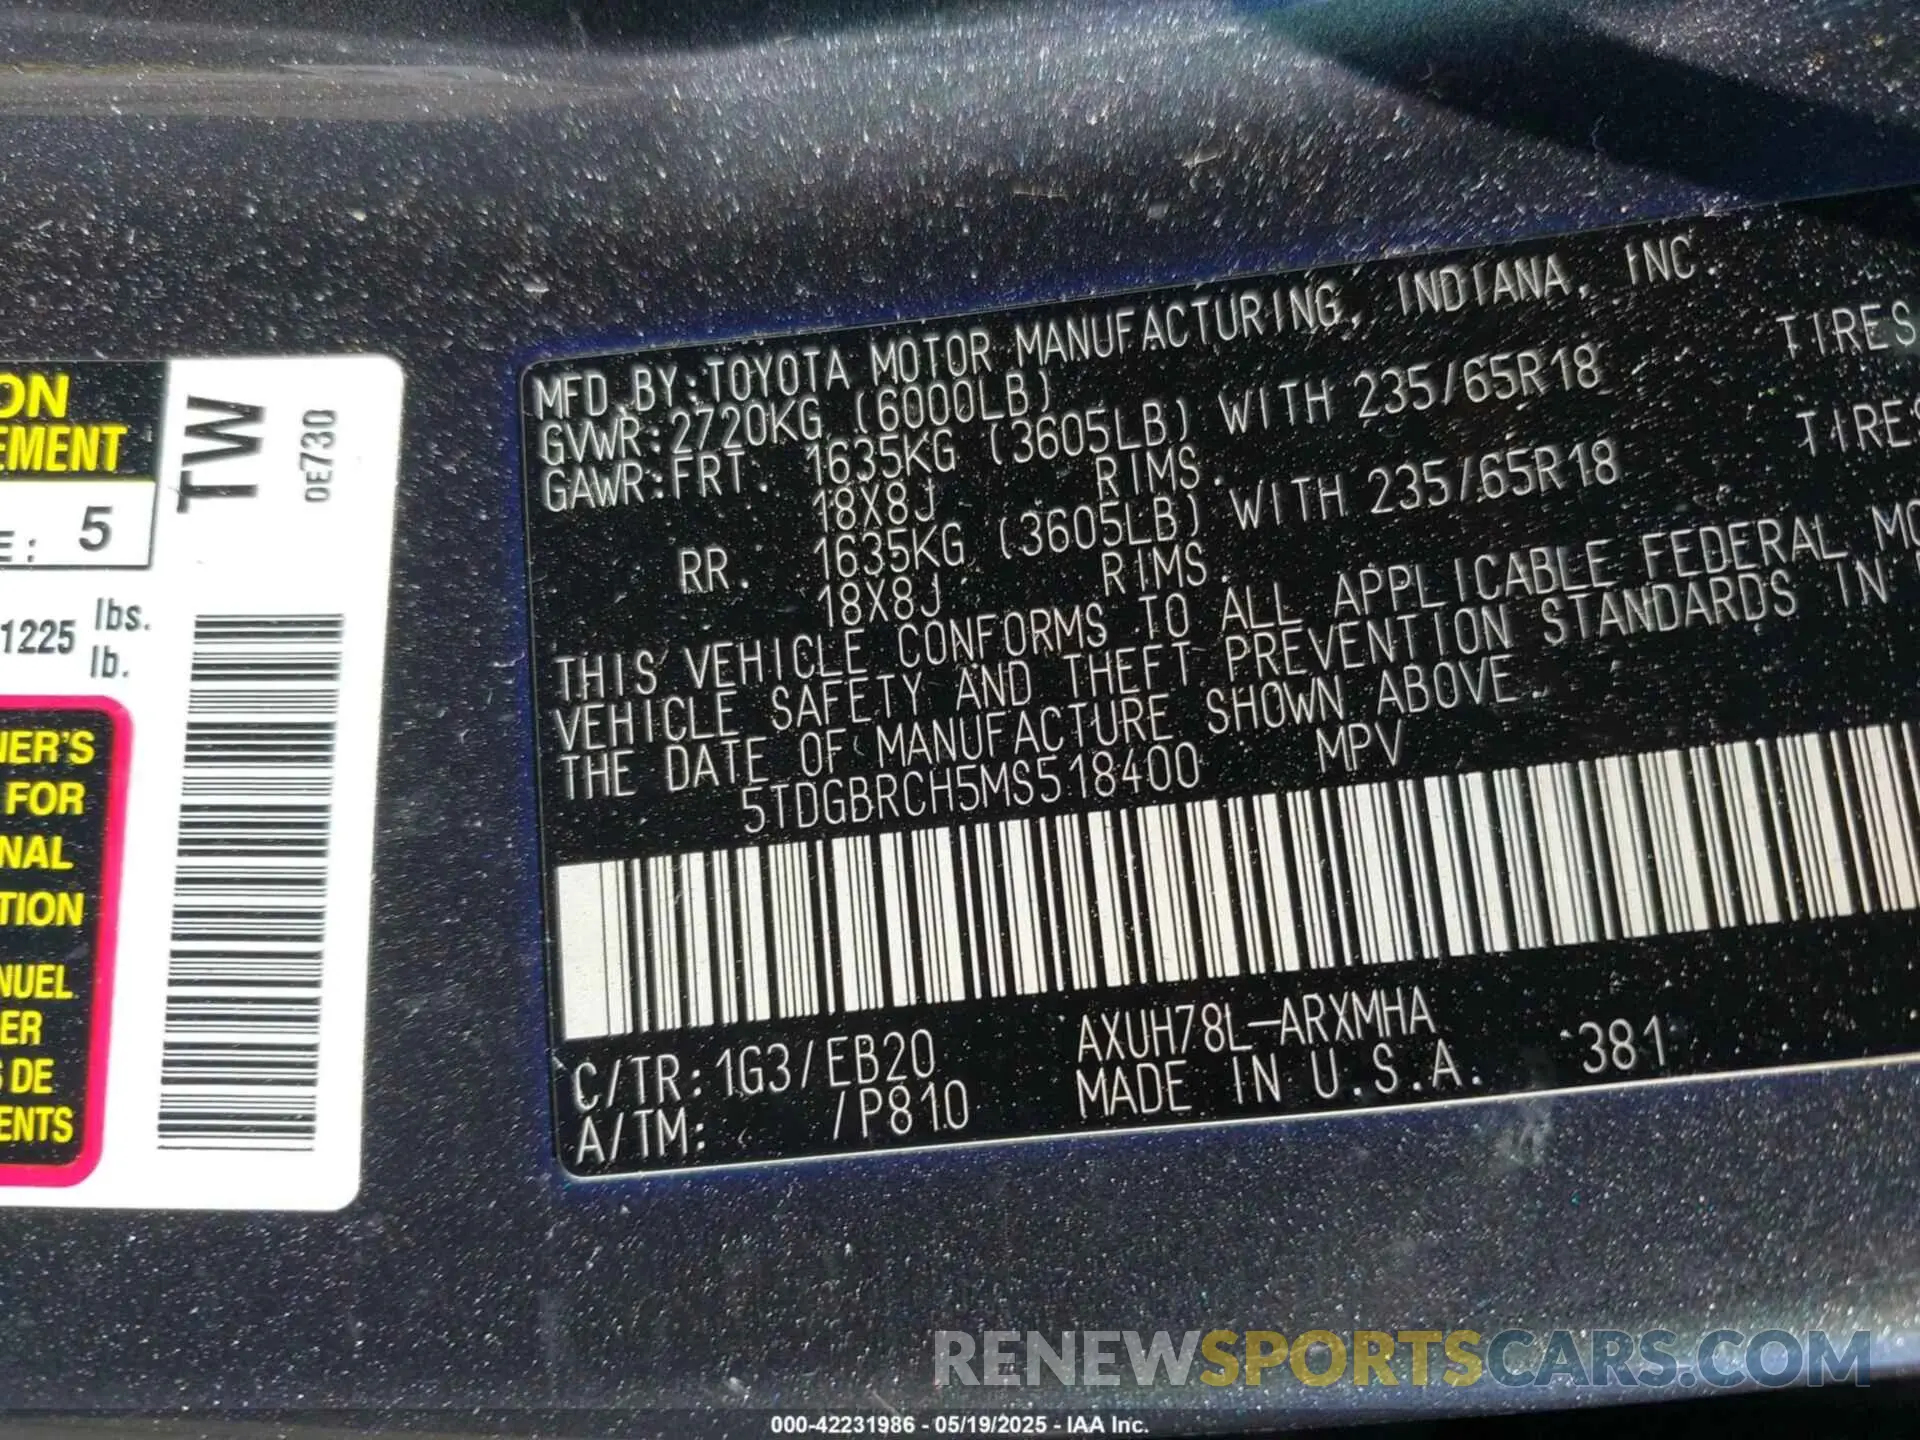 ON
EMENT
E: 5
1225 lbs.
lb.
NER'S
FOR
NAL
TION
NUEL
ER
S DE
ENTS
TW
0E730
MFD. BY: TOYOTA MOTOR MANUFACTURING, INDIANA, INC.
GVWR: 2720KG (6000LB)
GAWR: FRT. 1635KG (3605LB) WITH 235/65R18 TIRES
18X8J RIMS.
RR. 1635KG (3605LB) WITH 235/65R18 TIRES
18X8J RIMS.
THIS VEHICLE CONFORMS TO ALL APPLICABLE FEDERAL MO
VEHICLE SAFETY AND THEFT PREVENTION STANDARDS IN
THE DATE OF MANUFACTURE SHOWN ABOVE.
5TDGBRCH5MS518400 MPV
C/TR: 1G3/EB20 AXUH78L-ARXMHA
A/TM: /P810 MADE IN U.S.A. 381
RENEWSPORTSCARS.COM
000-42231986 - 05/19/2025 - IAA Inc.